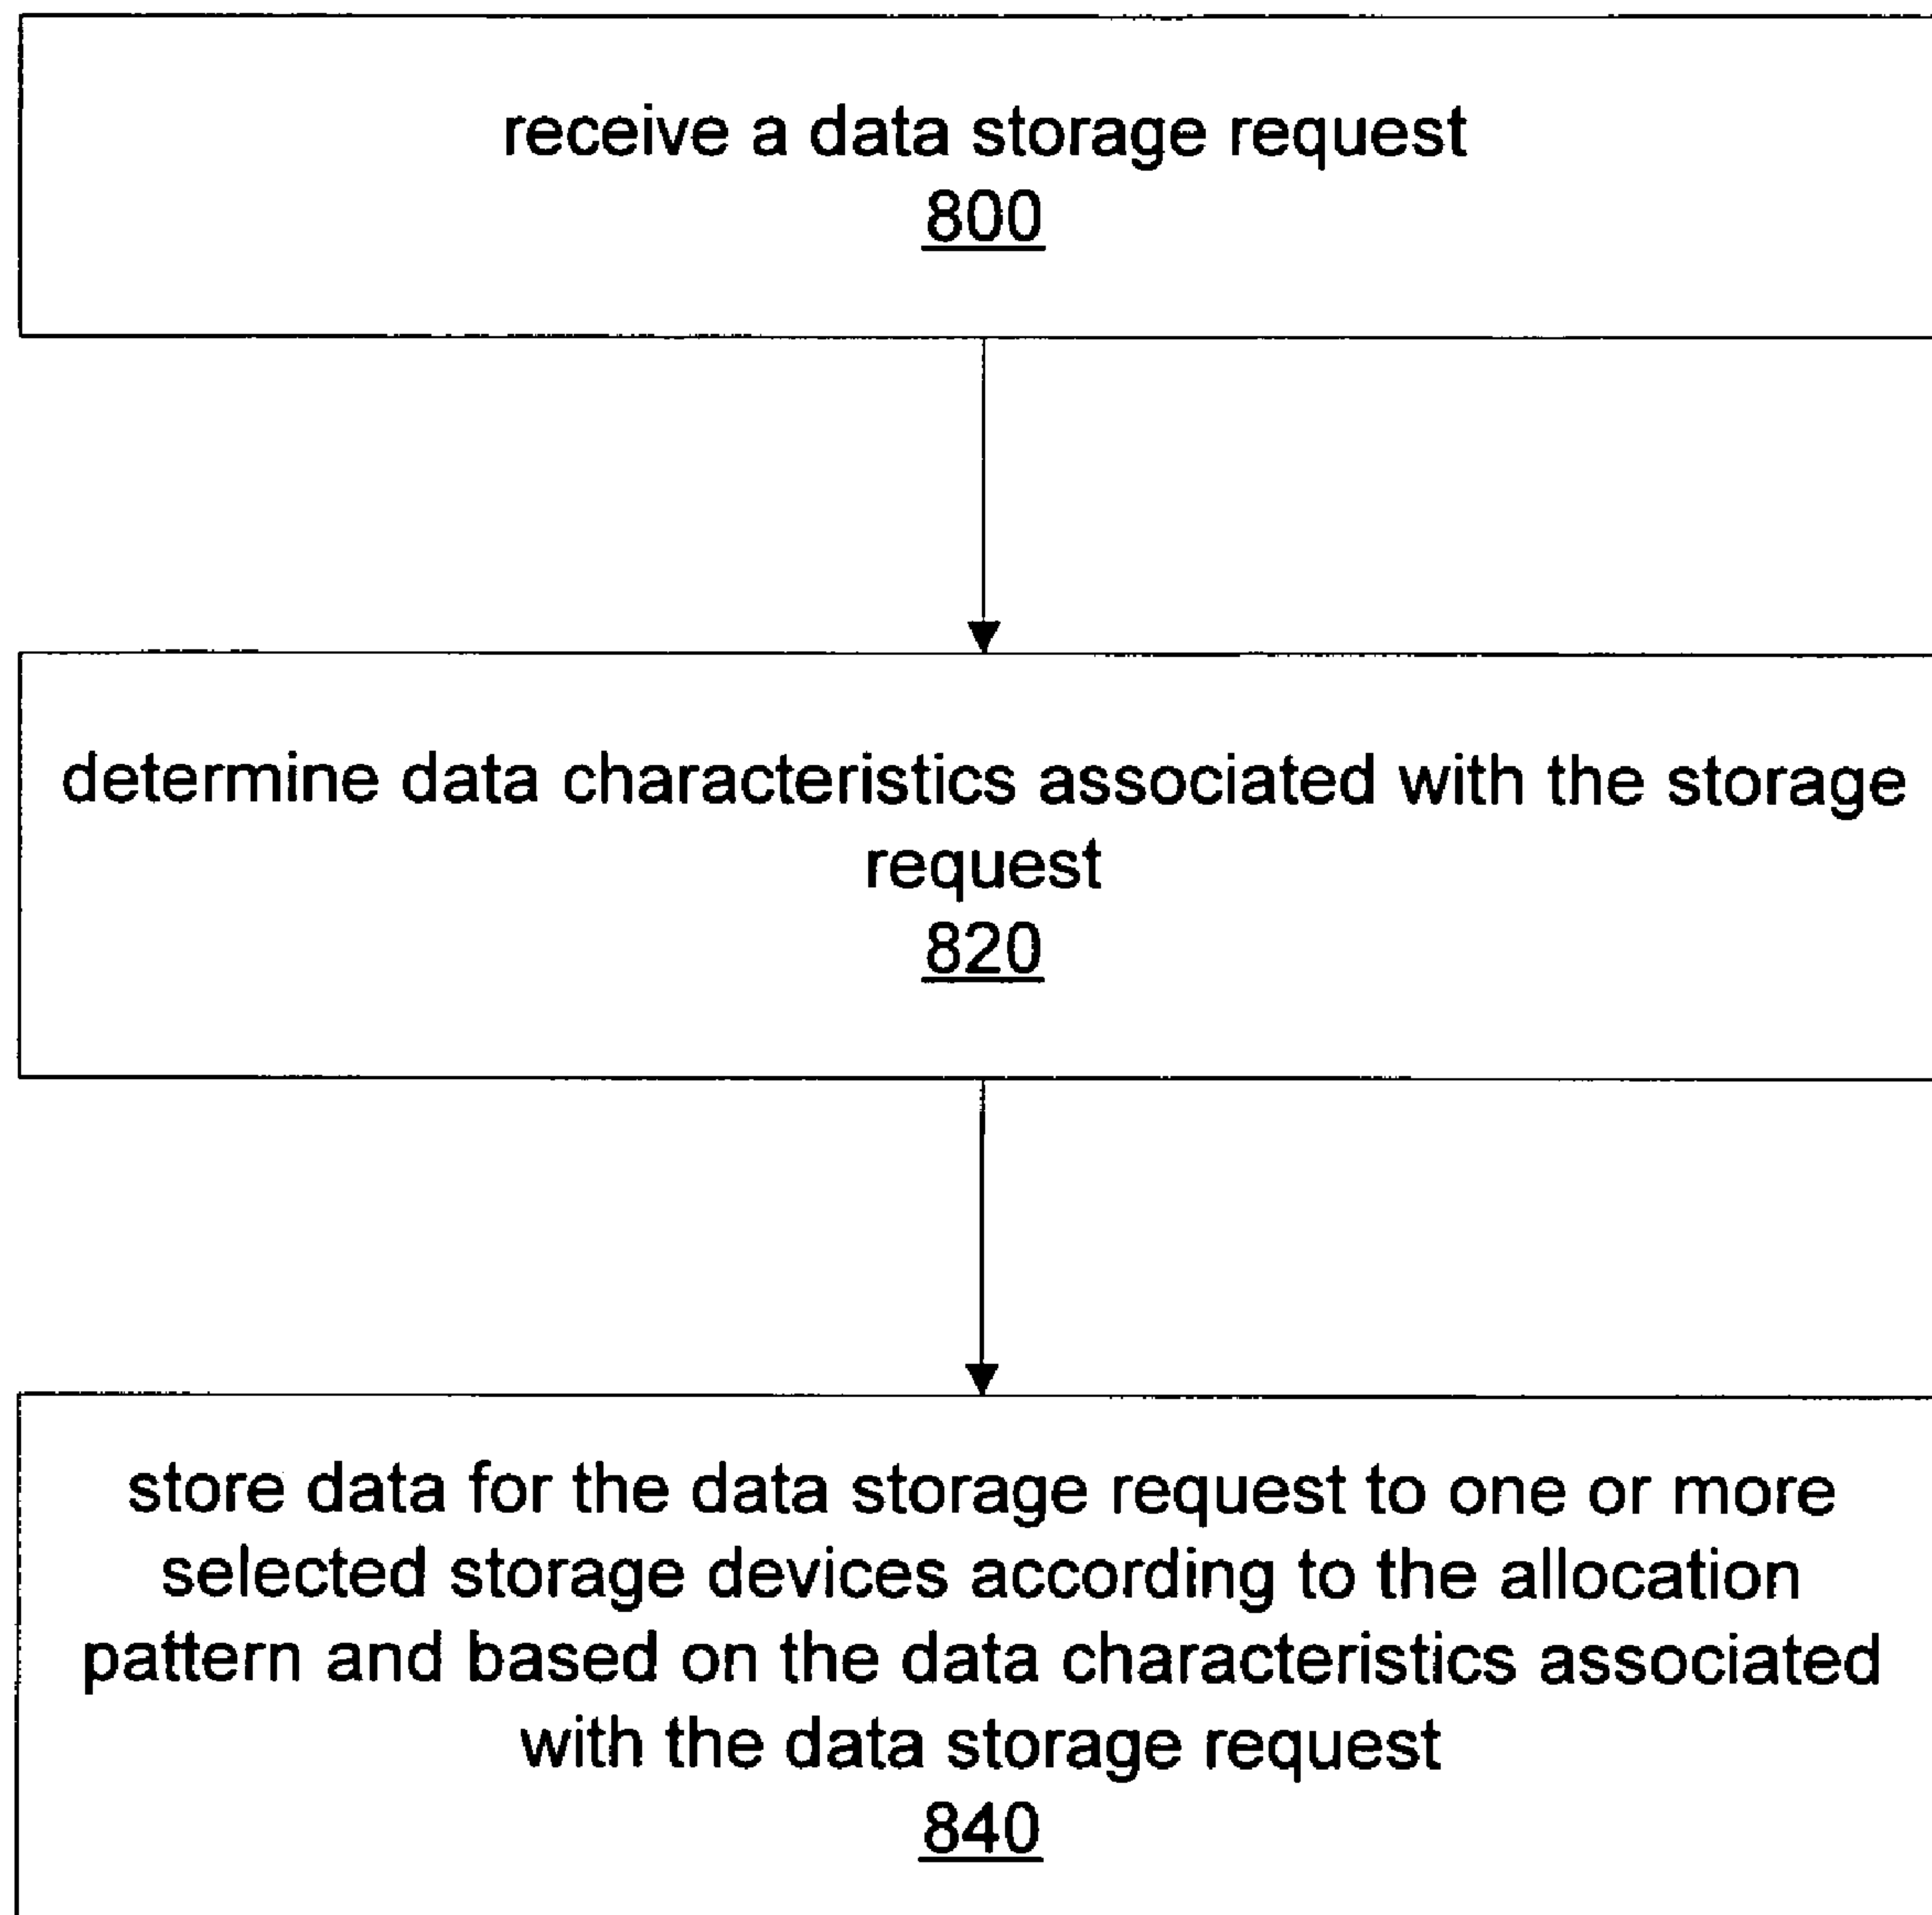 receive a data storage request
800
determine data characteristics associated with the storage
request
820
store data for the data storage request to one or more
selected storage devices according to the allocation
pattern and based on the data characteristics associated
with the data storage request
840